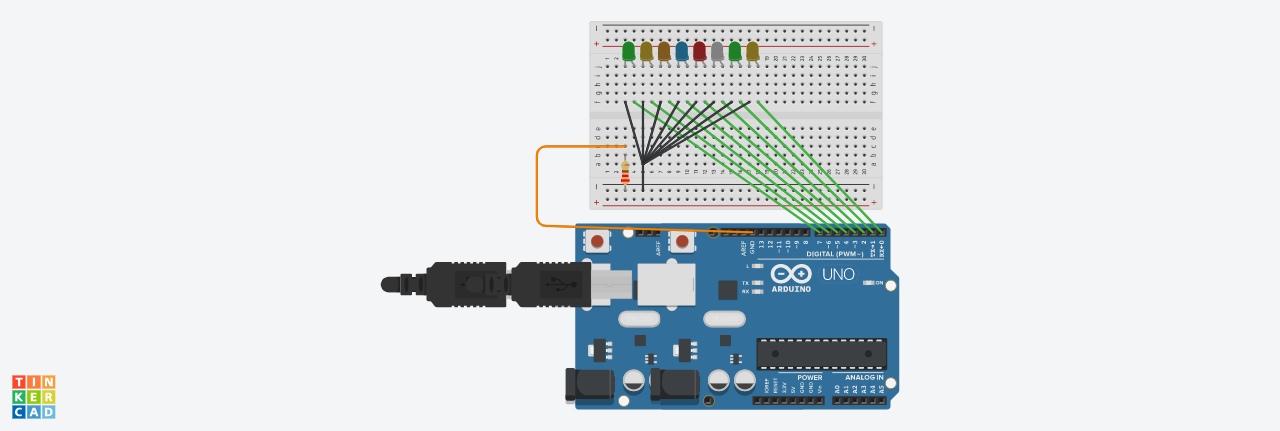 j
i
h
g
f
e
d
c
b
a
AREF
AREF
GND
13
12
~11
~10
~9
8
7
~6
~5
4
~3
2
TX→1
RX←0
DIGITAL (PWM~)
L
TX
RX
ARDUINO
UNO
ON
POWER
ANALOG IN
IOREF
RESET
3.3V
5V
GND
GND
Vin
A0
A1
A2
A3
A4
A5
TIN
KER
CAD